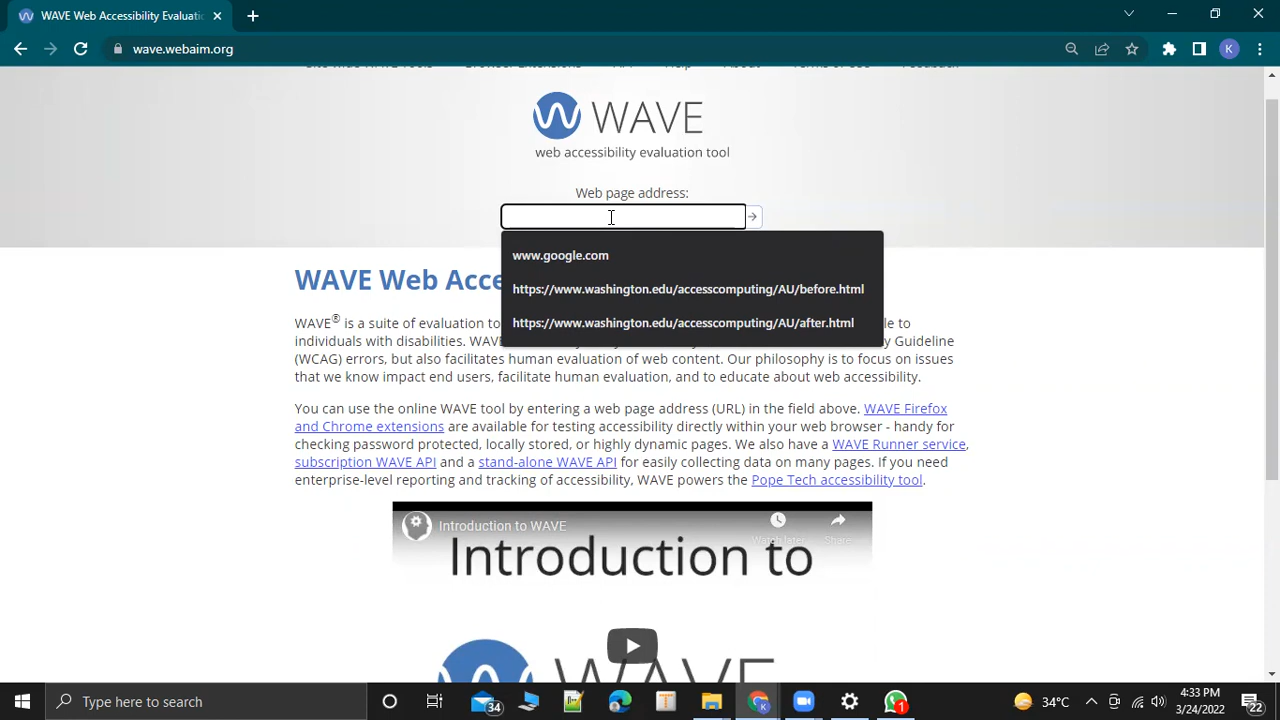 WAVE Web Accessibility Evaluati
wave.webaim.org
K
WAVE
web accessibility evaluation tool
Web page address:
www.google.com
https://www.washington.edu/accesscomputing/AU/before.html
https://www.washington.edu/accesscomputing/AU/after.html
WAVE Web Acce
WAVE® is a suite of evaluation to le to
individuals with disabilities. WAV y Guideline
(WCAG) errors, but also facilitates human evaluation of web content. Our philosophy is to focus on issues
that we know impact end users, facilitate human evaluation, and to educate about web accessibility.
You can use the online WAVE tool by entering a web page address (URL) in the field above. WAVE Firefox
and Chrome extensions are available for testing accessibility directly within your web browser - handy for
checking password protected, locally stored, or highly dynamic pages. We also have a WAVE Runner service,
subscription WAVE API and a stand-alone WAVE API for easily collecting data on many pages. If you need
enterprise-level reporting and tracking of accessibility, WAVE powers the Pope Tech accessibility tool.
Introduction to WAVE
Watch later
Share
Introduction to
Type here to search
34
T
K
1
34°C
4:33 PM
3/24/2022
22